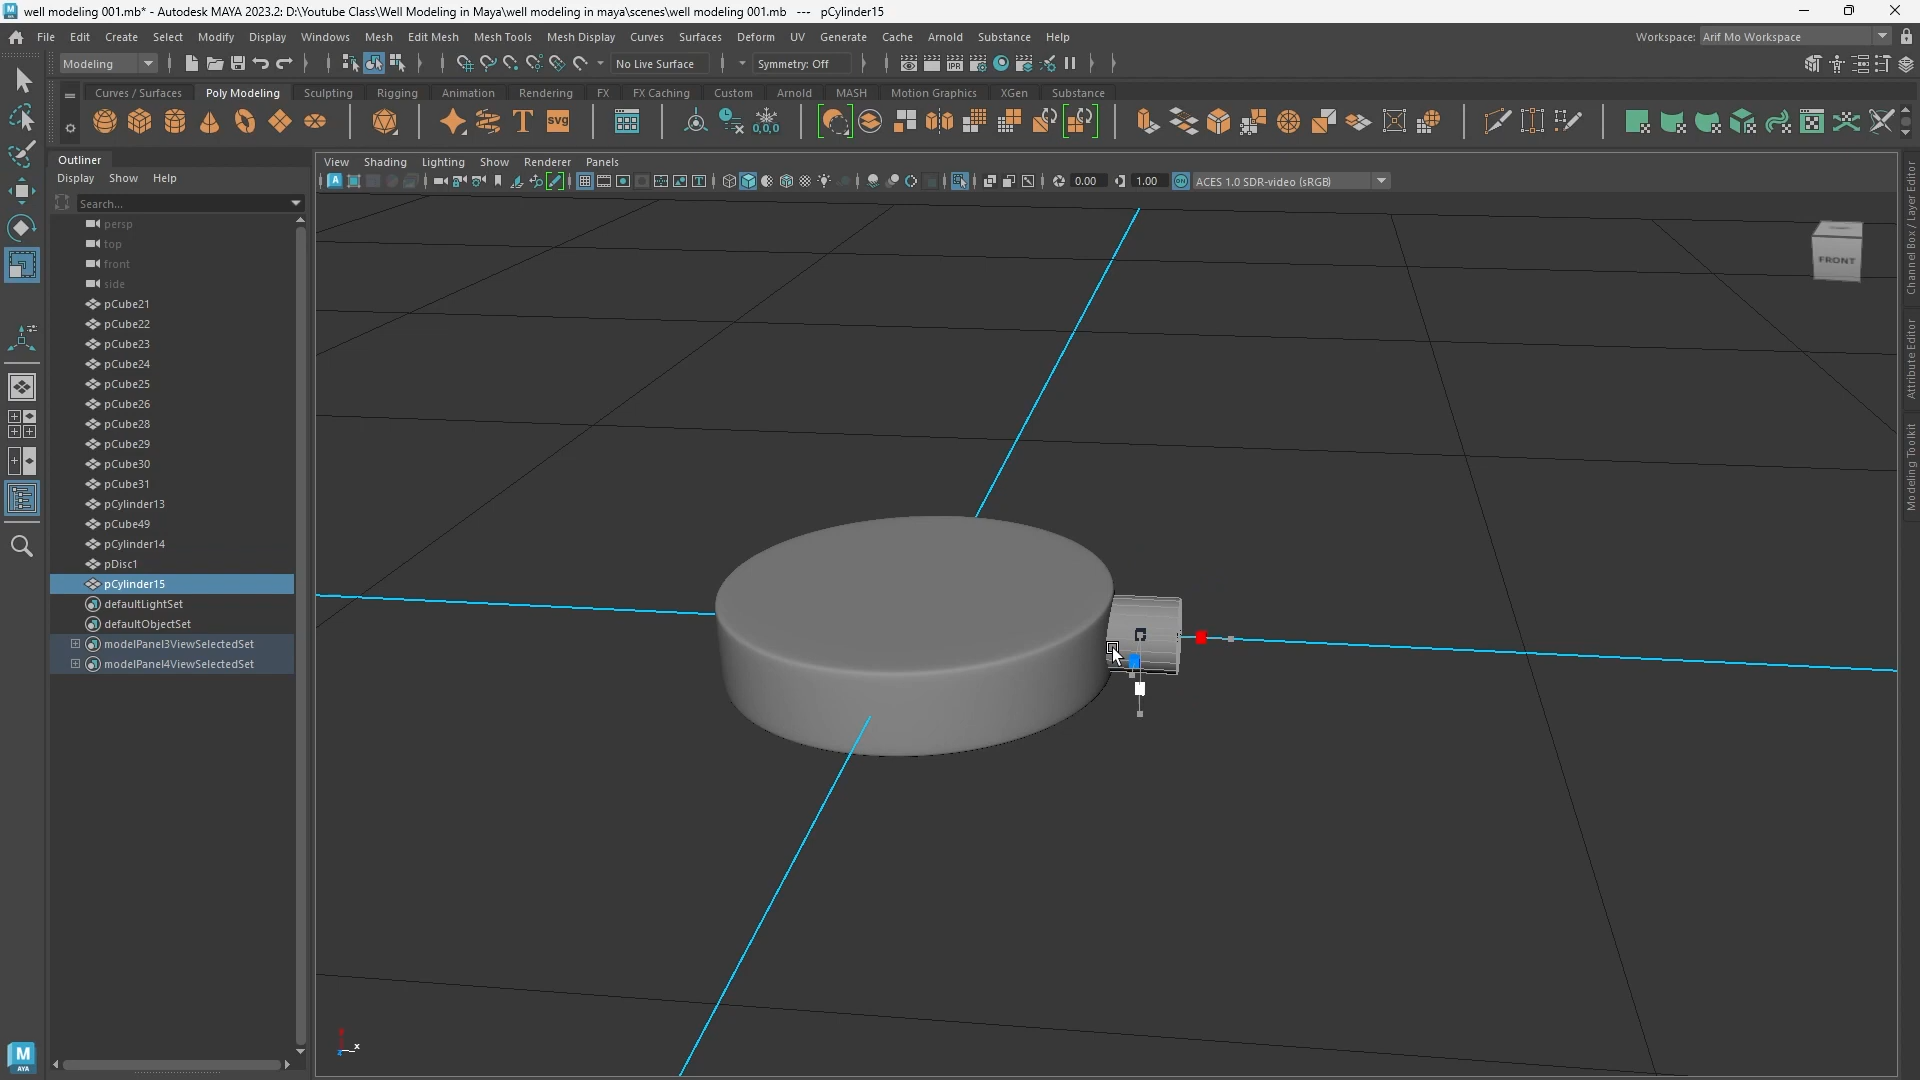 well modeling 001.mb* - Autodesk MAYA 2023.2: D:\Youtube Class\Well Modeling in Maya\well modeling in maya\scenes\well modeling 001.mb --- pCylinder15
File Edit Create Select Modify Display Windows Mesh Edit Mesh Mesh Tools Mesh Display Curves Surfaces Deform UV Generate Cache Arnold Substance Help
Workspace: Arif Mo Workspace
Modeling No Live Surface Symmetry: Off
Curves / Surfaces Poly Modeling Sculpting Rigging Animation Rendering FX FX Caching Custom Arnold MASH Motion Graphics XGen Substance
Outliner
Display Show Help
Search...
View Shading Lighting Show Renderer Panels
0.00 1.00 ACES 1.0 SDR-video (sRGB)
persp
top
front
side
pCube21
pCube22
pCube23
pCube24
pCube25
pCube26
pCube28
pCube29
pCube30
pCube31
pCylinder13
pCube49
pCylinder14
pDisc1
pCylinder15
defaultLightSet
defaultObjectSet
modelPanel3ViewSelectedSet
modelPanel4ViewSelectedSet
FRONT
Channel Box / Layer Editor
Attribute Editor
Modeling Toolkit
M
AYA
x